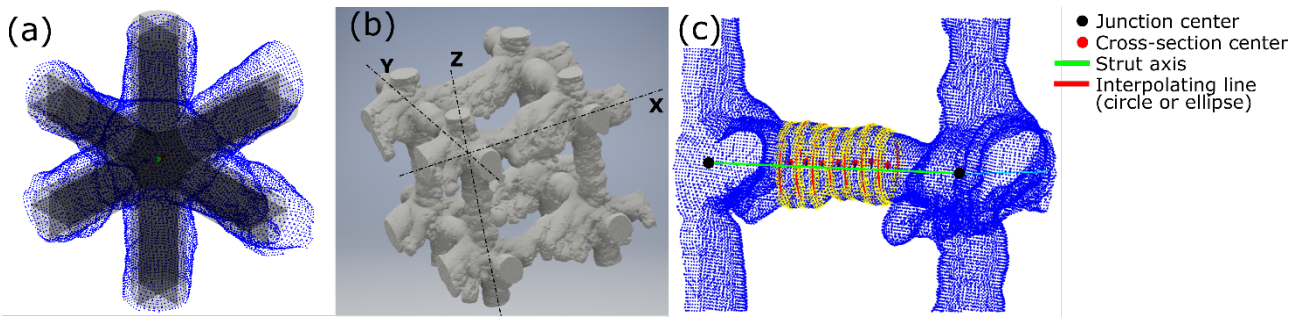 (a)
(b)
(c)
Y
Z
X
Junction center
Cross-section center
Strut axis
Interpolating line
(circle or ellipse)